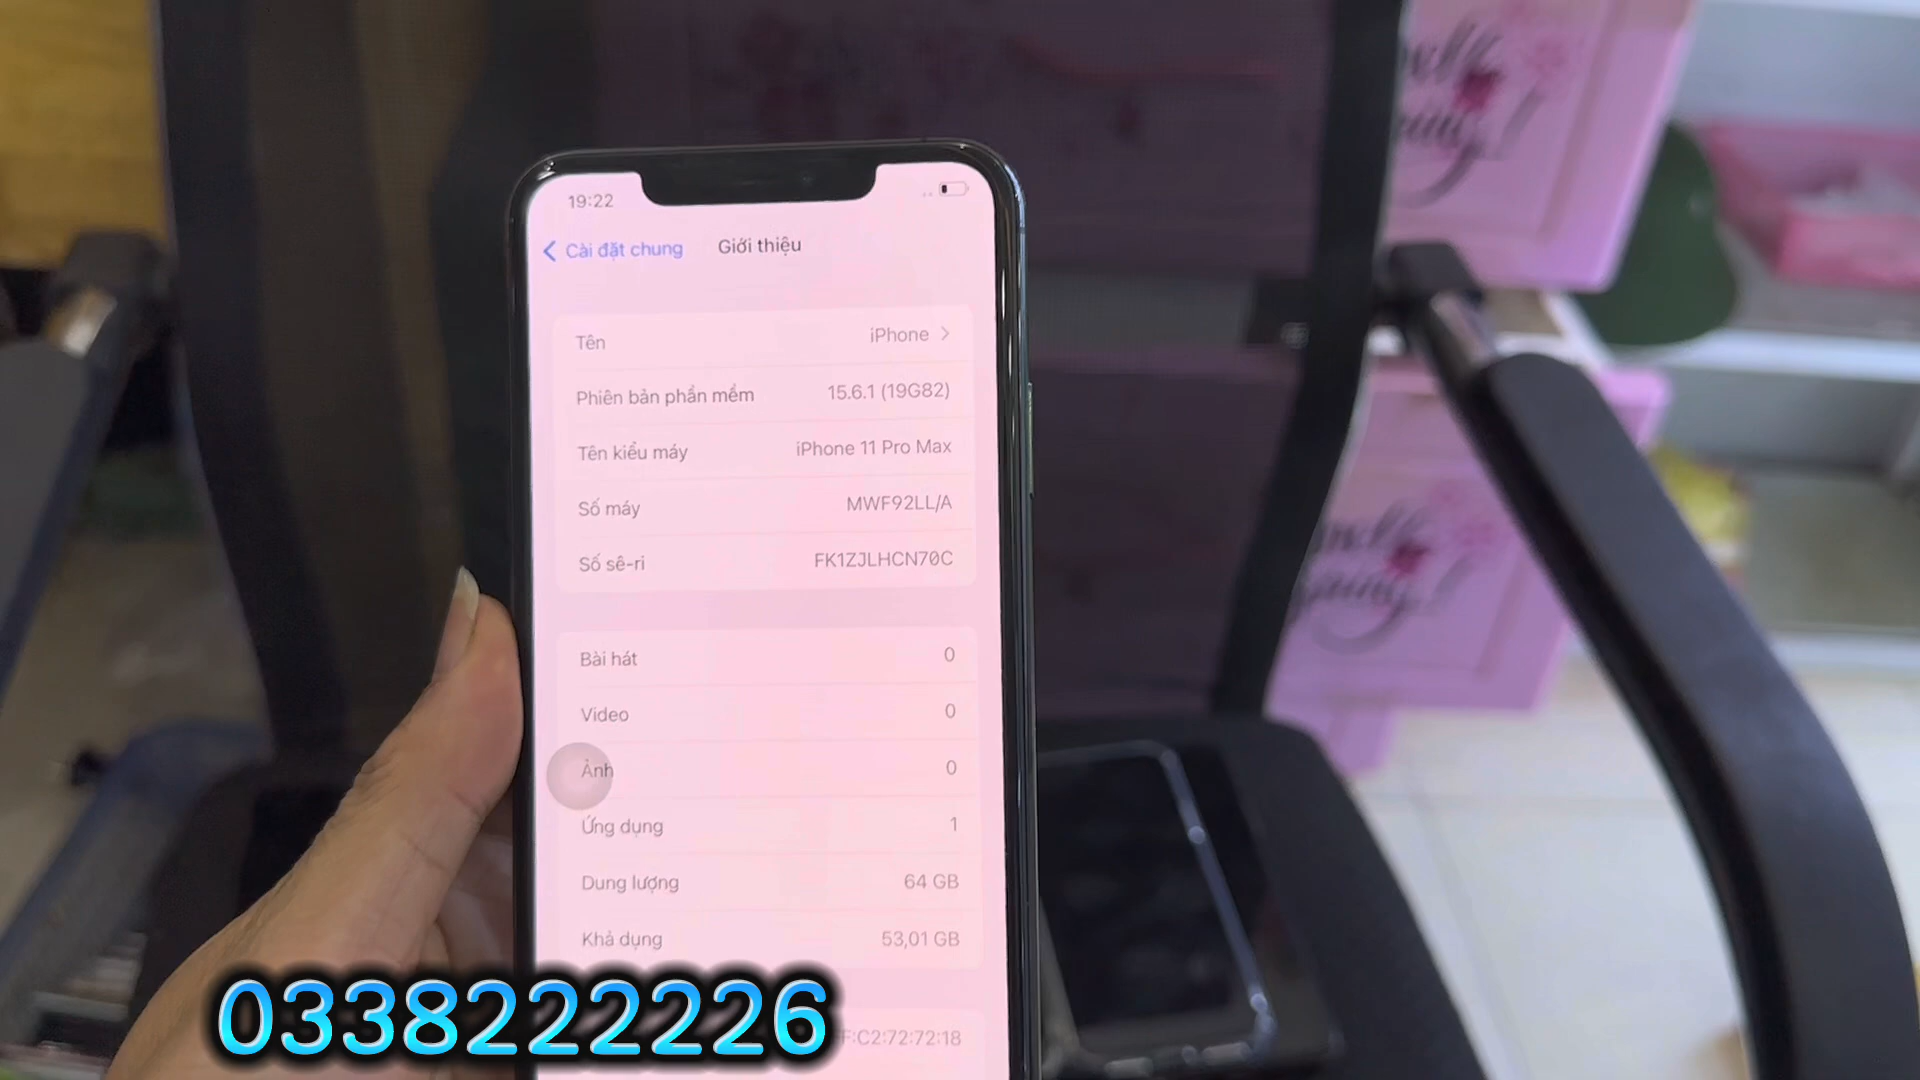 19:22
Cài đặt chung Giới thiệu
Tên iPhone
Phiên bản phần mềm 15.6.1 (19G82)
Tên kiểu máy iPhone 11 Pro Max
Số máy MWF92LL/A
Số sê-ri FK1ZJLHCN70C
Bài hát 0
Video 0
Ảnh 0
Ứng dụng 1
Dung lượng 64 GB
Khả dụng 53,01 GB
F:C2:72:72:18
0338222226